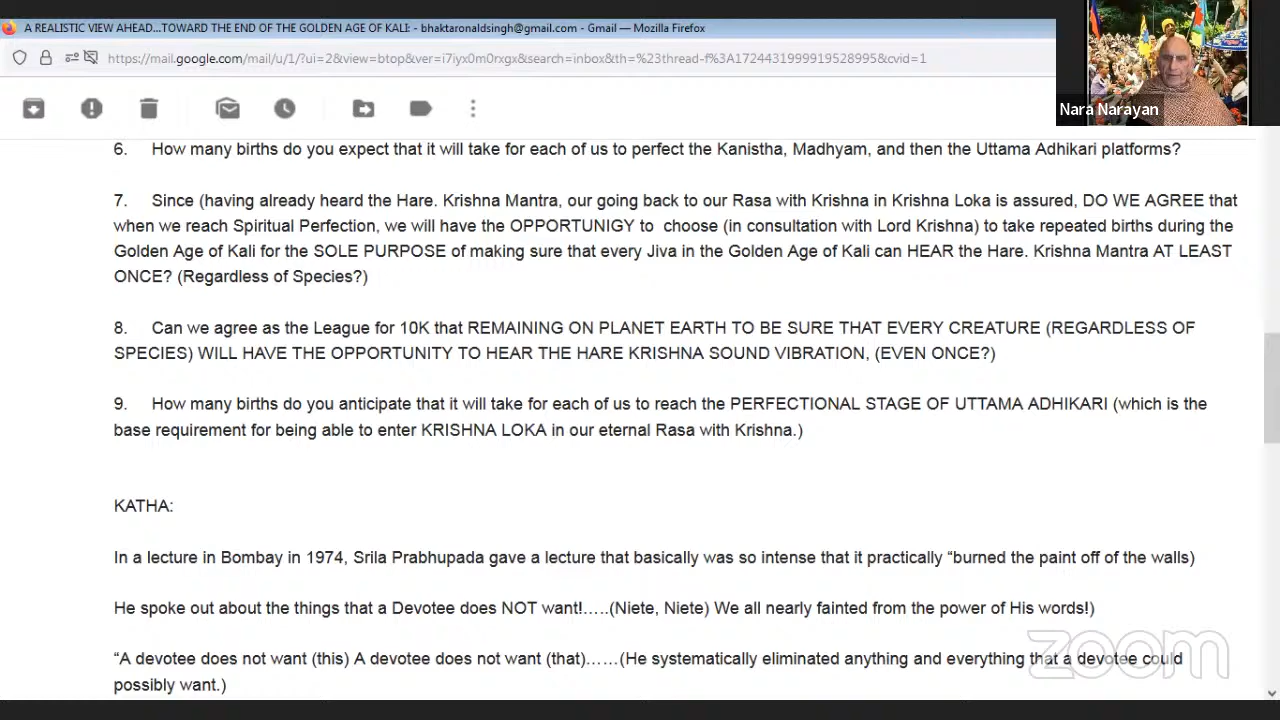 A REALISTIC VIEW AHEAD...TOWARD THE END OF THE GOLDEN AGE OF KALI: - bhaktaronaldsingh@gmail.com - Gmail — Mozilla Firefox
https://mail.google.com/mail/u/1/?ui=2&view=btop&ver=i7iyx0m0rxgx&search=inbox&th=%23thread-f%3A1724431999199528995&cvid=1
Nara Narayan
6. How many births do you expect that it will take for each of us to perfect the Kanistha, Madhyam, and then the Uttama Adhikari platforms?
7. Since (having already heard the Hare. Krishna Mantra, our going back to our Rasa with Krishna in Krishna Loka is assured, DO WE AGREE that
when we reach Spiritual Perfection, we will have the OPPORTUNIGY to choose (in consultation with Lord Krishna) to take repeated births during the
Golden Age of Kali for the SOLE PURPOSE of making sure that every Jiva in the Golden Age of Kali can HEAR the Hare. Krishna Mantra AT LEAST
ONCE? (Regardless of Species?)
8. Can we agree as the League for 10K that REMAINING ON PLANET EARTH TO BE SURE THAT EVERY CREATURE (REGARDLESS OF
SPECIES) WILL HAVE THE OPPORTUNITY TO HEAR THE HARE KRISHNA SOUND VIBRATION, (EVEN ONCE?)
9. How many births do you anticipate that it will take for each of us to reach the PERFECTIONAL STAGE OF UTTAMA ADHIKARI (which is the
base requirement for being able to enter KRISHNA LOKA in our eternal Rasa with Krishna.)
KATHA:
In a lecture in Bombay in 1974, Srila Prabhupada gave a lecture that basically was so intense that it practically “burned the paint off of the walls)
He spoke out about the things that a Devotee does NOT want!…..(Niete, Niete) We all nearly fainted from the power of His words!)
“A devotee does not want (this) A devotee does not want (that)……(He systematically eliminated anything and everything that a devotee could
possibly want.)
zoom